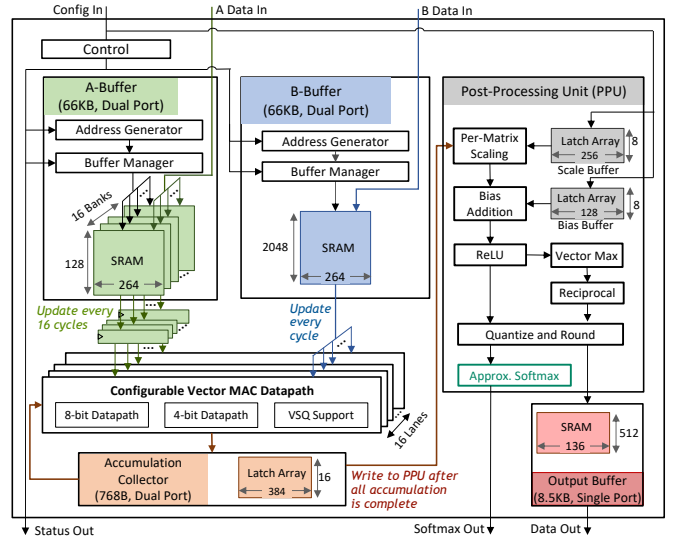 Config In
A Data In
B Data In
Control
A-Buffer
(66KB, Dual Port)
Address Generator
Buffer Manager
16 Banks
128
SRAM
264
Update every
16 cycles
B-Buffer
(66KB, Dual Port)
Address Generator
Buffer Manager
2048
SRAM
264
Update
every
cycle
Post-Processing Unit (PPU)
Per-Matrix
Scaling
Latch Array
256
8
Scale Buffer
Bias
Addition
Latch Array
128
8
Bias Buffer
ReLU
Vector Max
Reciprocal
Quantize and Round
Approx. Softmax
Configurable Vector MAC Datapath
8-bit Datapath
4-bit Datapath
VSQ Support
16 Lanes
Accumulation
Collector
(768B, Dual Port)
Latch Array
384
16
Write to PPU after
all accumulation
is complete
SRAM
136
512
Output Buffer
(8.5KB, Single Port)
Status Out
Softmax Out
Data Out